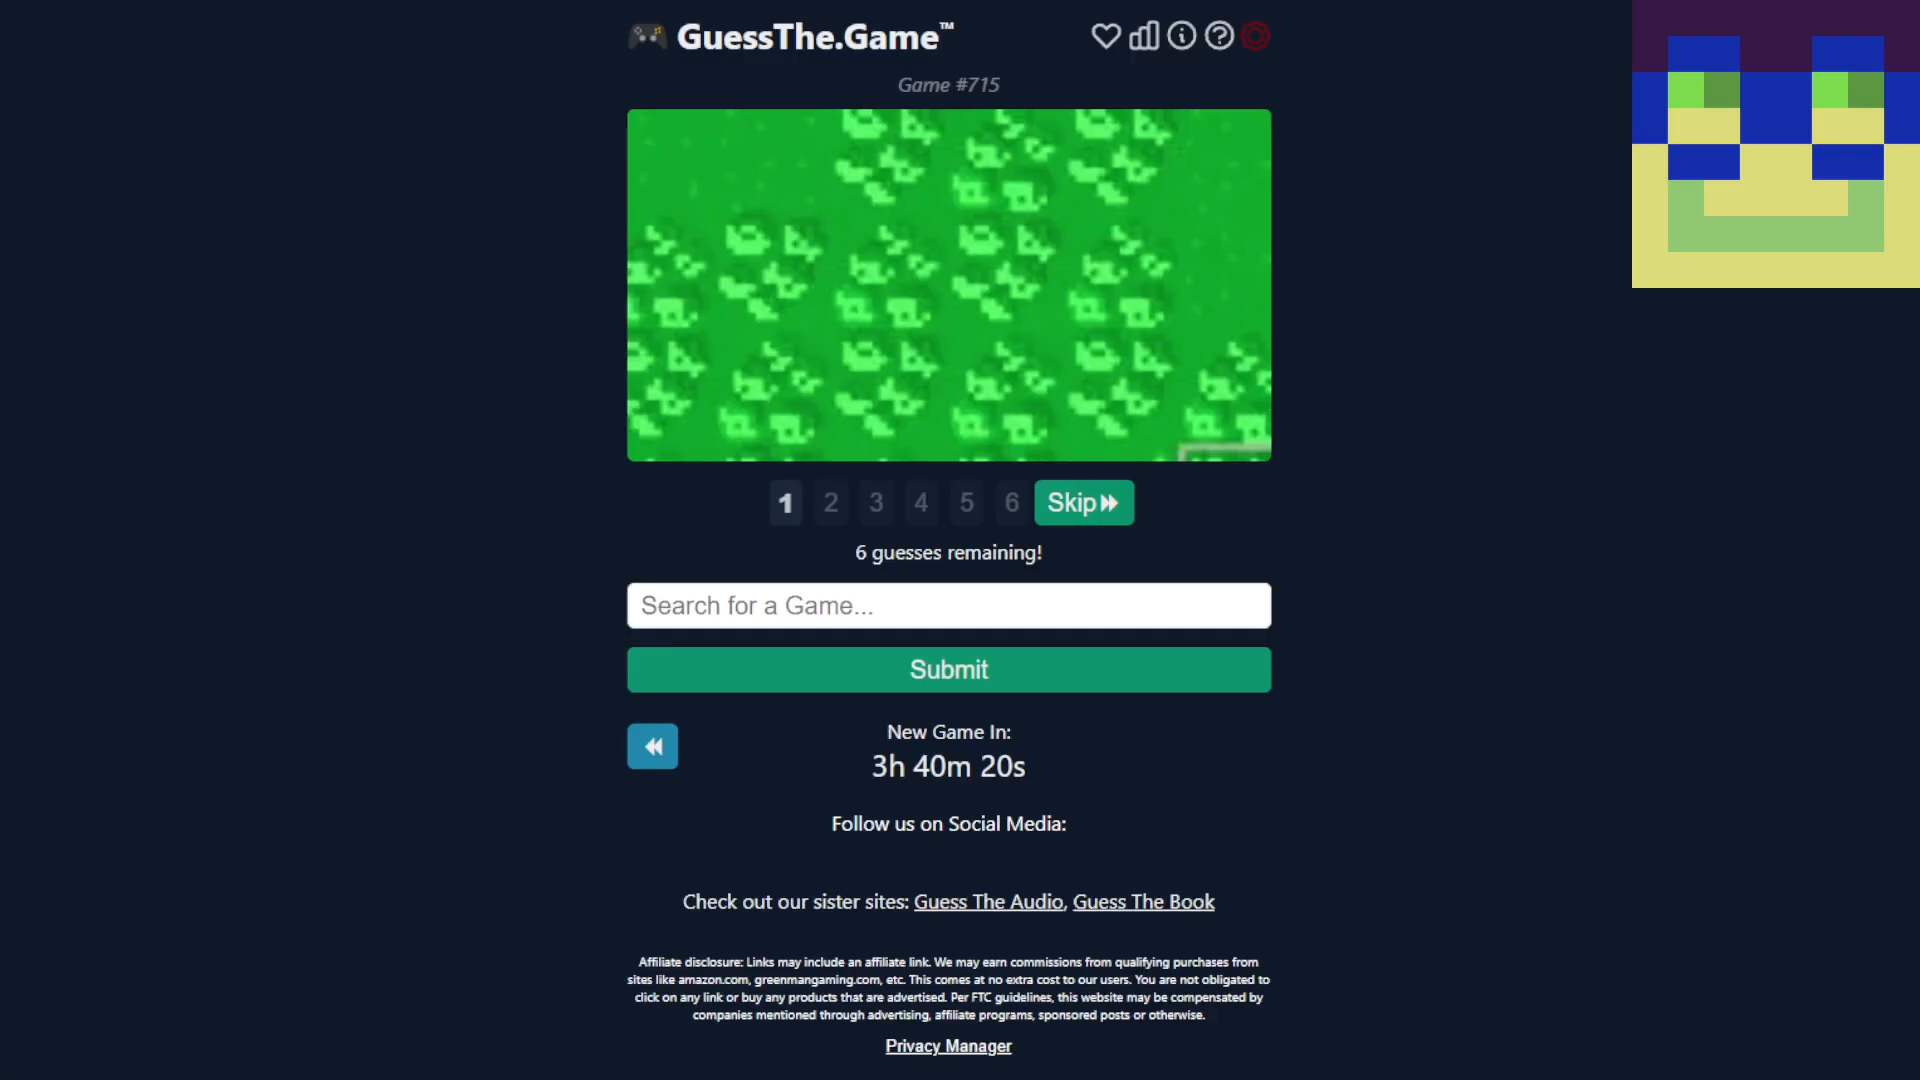 GuessThe.Game™
Game #715
1 2 3 4 5 6 Skip
6 guesses remaining!
Search for a Game...
Submit
New Game In:
3h 40m 20s
Follow us on Social Media:
Check out our sister sites: Guess The Audio, Guess The Book
Affiliate disclosure: Links may include an affiliate link. We may earn commissions from qualifying purchases from
sites like amazon.com, greenmangaming.com, etc. This comes at no extra cost to our users. You are not obligated to
click on any link or buy any products that are advertised. Per FTC guidelines, this website may be compensated by
companies mentioned through advertising, affiliate programs, sponsored posts or otherwise.
Privacy Manager